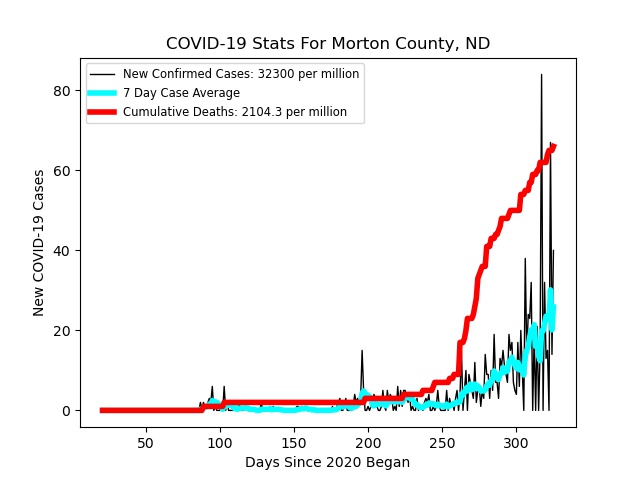 COVID-19 Stats For Morton County, ND
New Confirmed Cases: 32300 per million
7 Day Case Average
Cumulative Deaths: 2104.3 per million
New COVID-19 Cases
80
60
40
20
0
50
100
150
200
250
300
Days Since 2020 Began